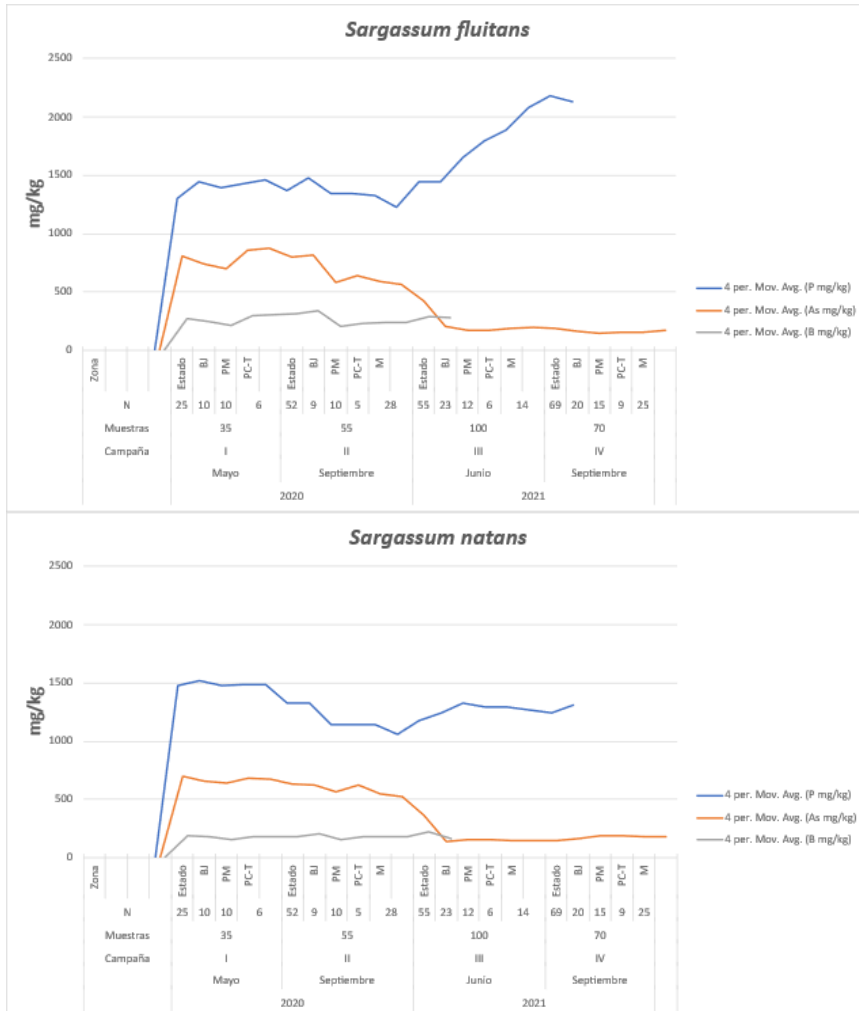 Sargassum fluitans
2500
2000
1500
1000
500
0
mg/kg
4 per. Mov. Avg. (P mg/kg)
4 per. Mov. Avg. (As mg/kg)
4 per. Mov. Avg. (B mg/kg)
Zona Estado BJ PM PC-T Estado BJ PM PC-T M Estado BJ PM PC-T M Estado BJ PM PC-T M
N 25 10 10 6 52 9 10 5 28 55 23 12 6 14 69 20 15 9 25
Muestras 35 55 100 70
Campaña I II III IV
Mayo Septiembre Junio Septiembre
2020 2021
Sargassum natans
2500
2000
1500
1000
500
0
mg/kg
4 per. Mov. Avg. (P mg/kg)
4 per. Mov. Avg. (As mg/kg)
4 per. Mov. Avg. (B mg/kg)
Zona Estado BJ PM PC-T Estado BJ PM PC-T M Estado BJ PM PC-T M Estado BJ PM PC-T M
N 25 10 10 6 52 9 10 5 28 55 23 12 6 14 69 20 15 9 25
Muestras 35 55 100 70
Campaña I II III IV
Mayo Septiembre Junio Septiembre
2020 2021